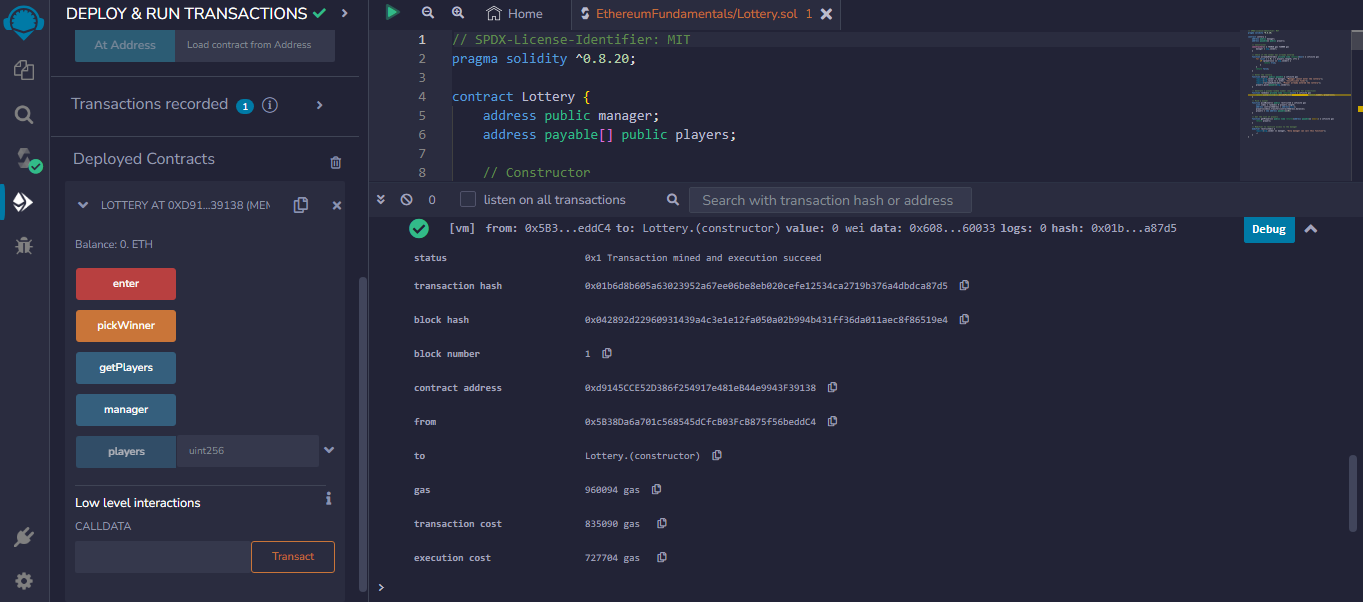 DEPLOY & RUN TRANSACTIONS
At Address
Load contract from Address
Transactions recorded 1
Deployed Contracts
LOTTERY AT 0XD91...39138 (MEM
Balance: 0. ETH
enter
pickWinner
getPlayers
manager
players uint256
Low level interactions
CALLDATA
Transact
Home
EthereumFundamentals/Lottery.sol 1
1 // SPDX-License-Identifier: MIT
2 pragma solidity ^0.8.20;
3
4 contract Lottery {
5 address public manager;
6 address payable[] public players;
7
8 // Constructor
0 listen on all transactions Search with transaction hash or address
[vm] from: 0x5B3...eddC4 to: Lottery.(constructor) value: 0 wei data: 0x608...60033 logs: 0 hash: 0x01b...a87d5
Debug
status 0x1 Transaction mined and execution succeed
transaction hash 0x01b6d8b605a63023952a67ee06be8eb020cefe12534ca2719b376a4dbdca87d5
block hash 0x042892d22960931439a4c3e1e12fa050a02b994b431ff36da011aec8f86519e4
block number 1
contract address 0xd9145CCE52D386f254917e481eB44e9943F39138
from 0x5B38Da6a701c568545dCfcB03FcB875f56beddC4
to Lottery.(constructor)
gas 960094 gas
transaction cost 835090 gas
execution cost 727704 gas
>